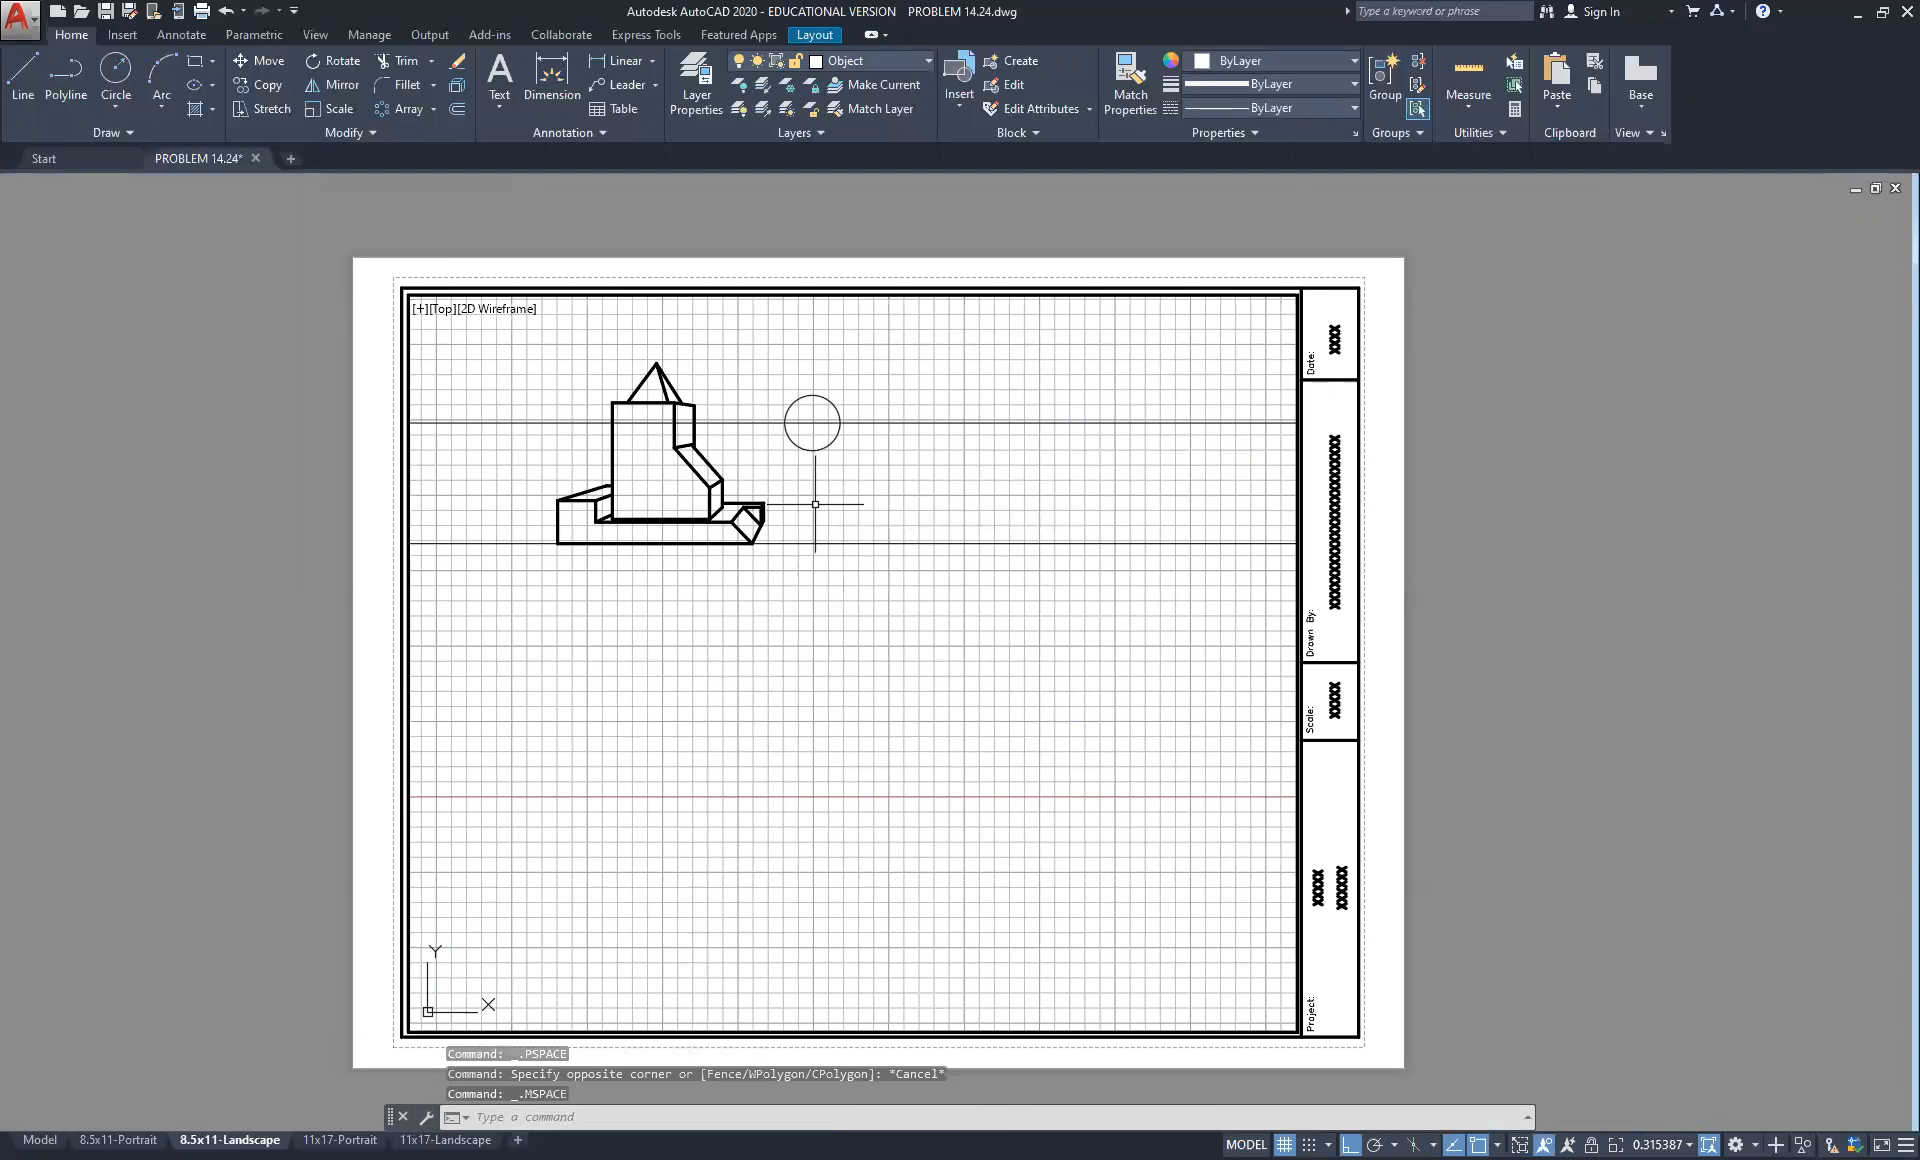 Autodesk AutoCAD 2020 - EDUCATIONAL VERSION PROBLEM 14.24.dwg
Type a keyword or phrase
Sign In
Home Insert Annotate Parametric View Manage Output Add-ins Collaborate Express Tools Featured Apps Layout
Line
Polyline
Circle
Arc
Draw
Move Rotate Trim
Copy Mirror Fillet
Stretch Scale Array
Modify
Text
Dimension
Linear
Leader
Table
Annotation
Layer Properties
Object
Make Current
Match Layer
Layers
Insert
Create
Edit
Edit Attributes
Block
Match Properties
ByLayer
ByLayer
ByLayer
Properties
Group
Groups
Measure
Utilities
Paste
Clipboard
Base
View
Start
PROBLEM 14.24*
[+][Top][2D Wireframe]
Date:
XXXX
Drawn By:
Scale:
XXXXX
Project:
XXXX
XXXXXX
Y
X
Command: _.PSPACE
Command: Specify opposite corner or [Fence/WPolygon/CPolygon]: *Cancel*
Command: _.MSPACE
Type a command
Model 8.5x11-Portrait 8.5x11-Landscape 11x17-Portrait 11x17-Landscape
MODEL
0.315387